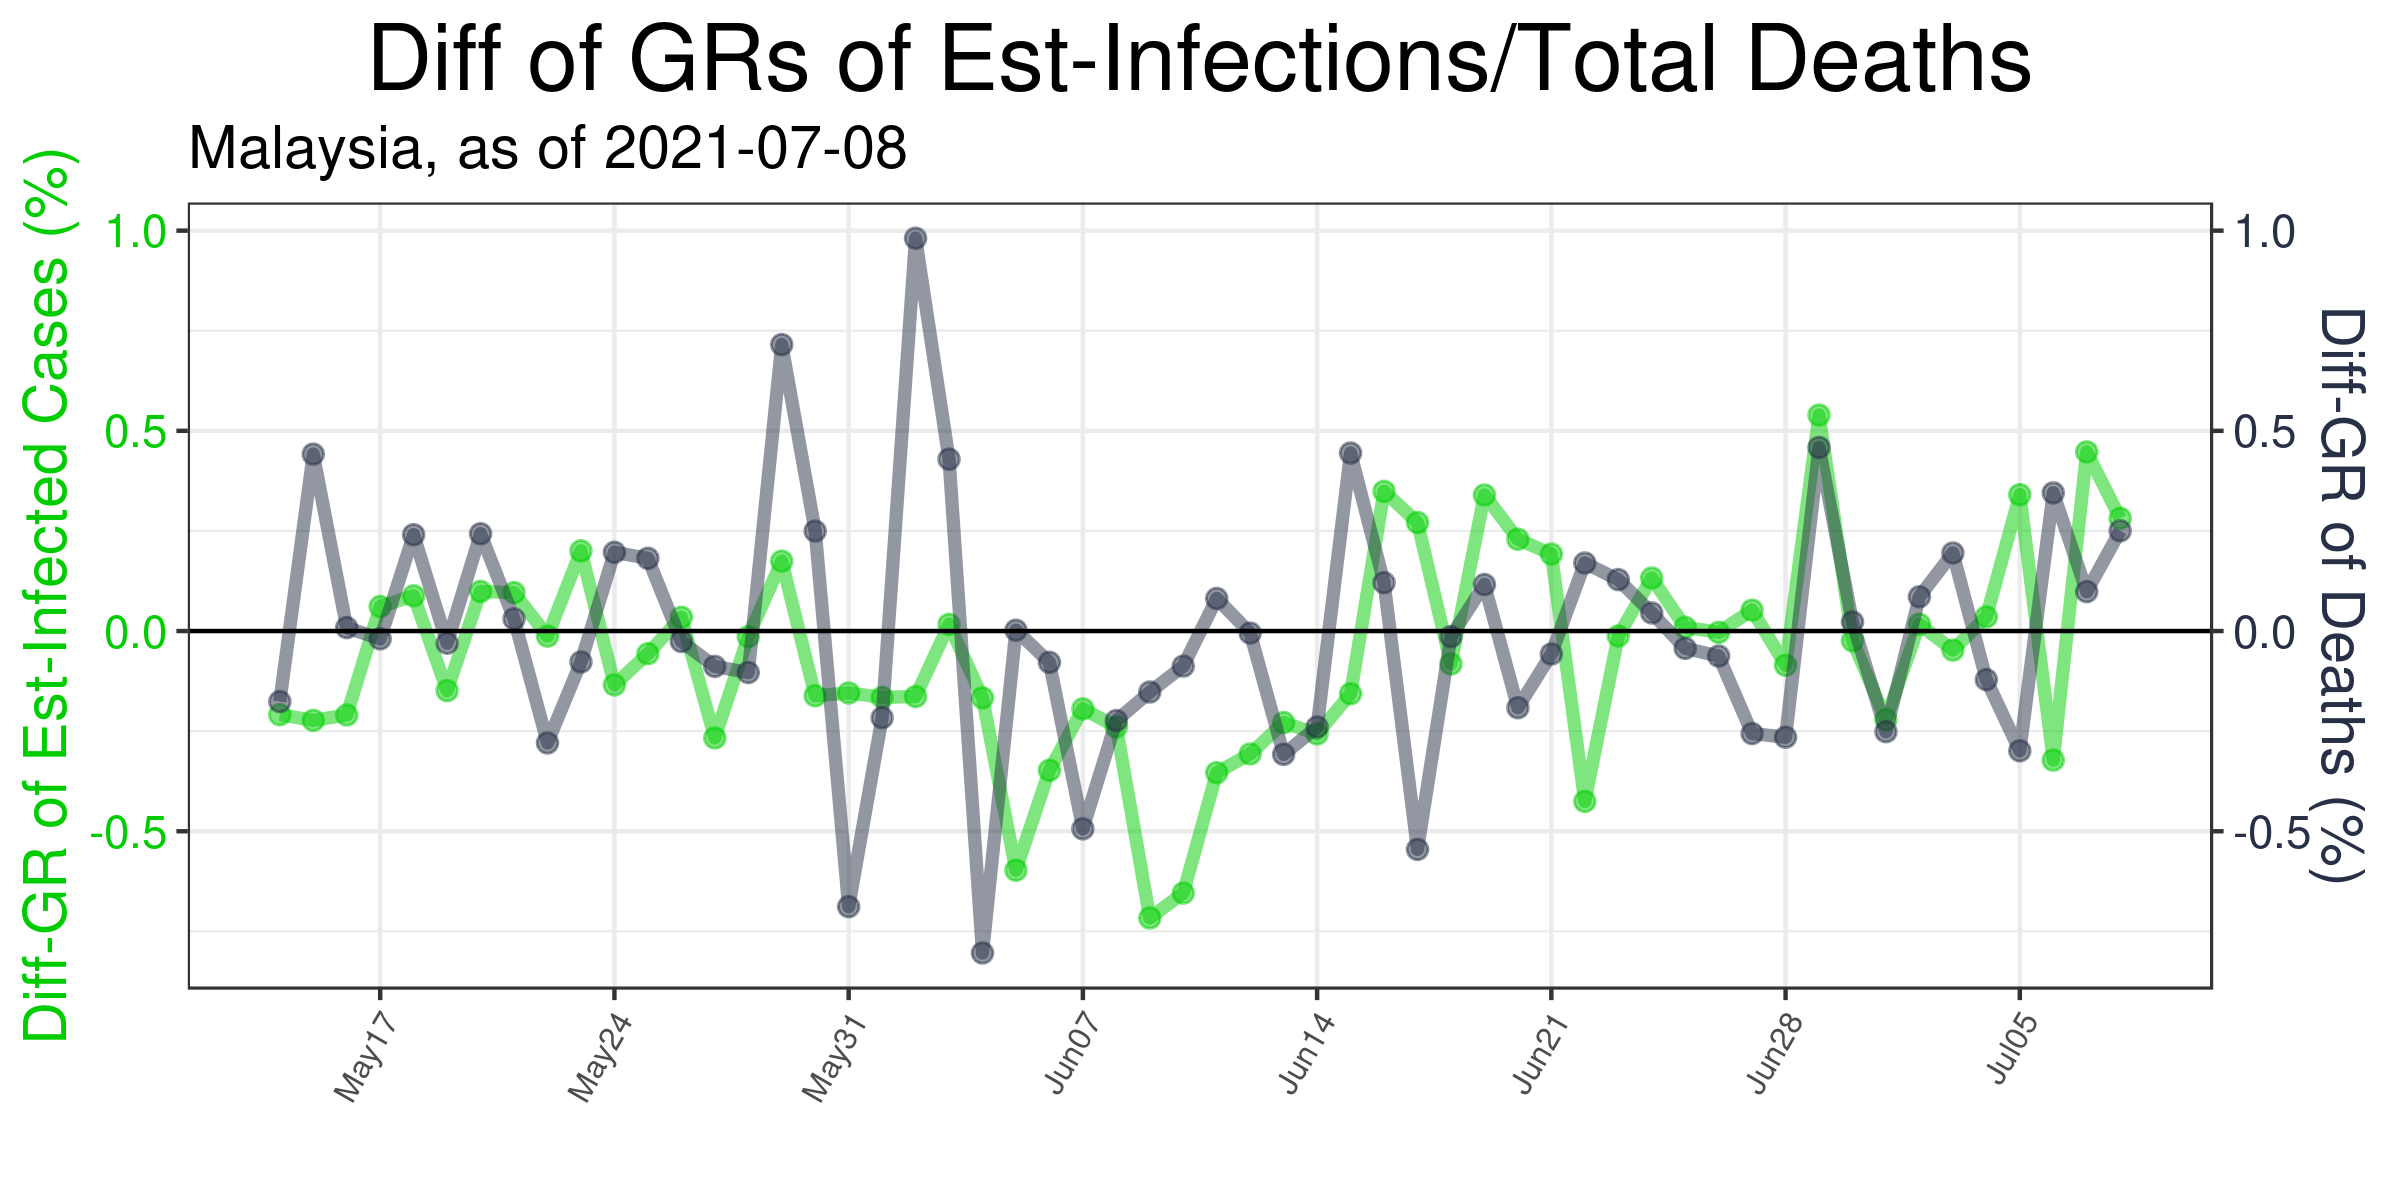 Diff of GRs of Est-Infections/Total Deaths
Malaysia, as of 2021-07-08
Diff-GR of Est-Infected Cases (%)
1.0
0.5
0.0
-0.5
1.0
0.5
0.0
-0.5
Diff-GR of Deaths (%)
May17
May24
May31
Jun07
Jun14
Jun21
Jun28
Jul05